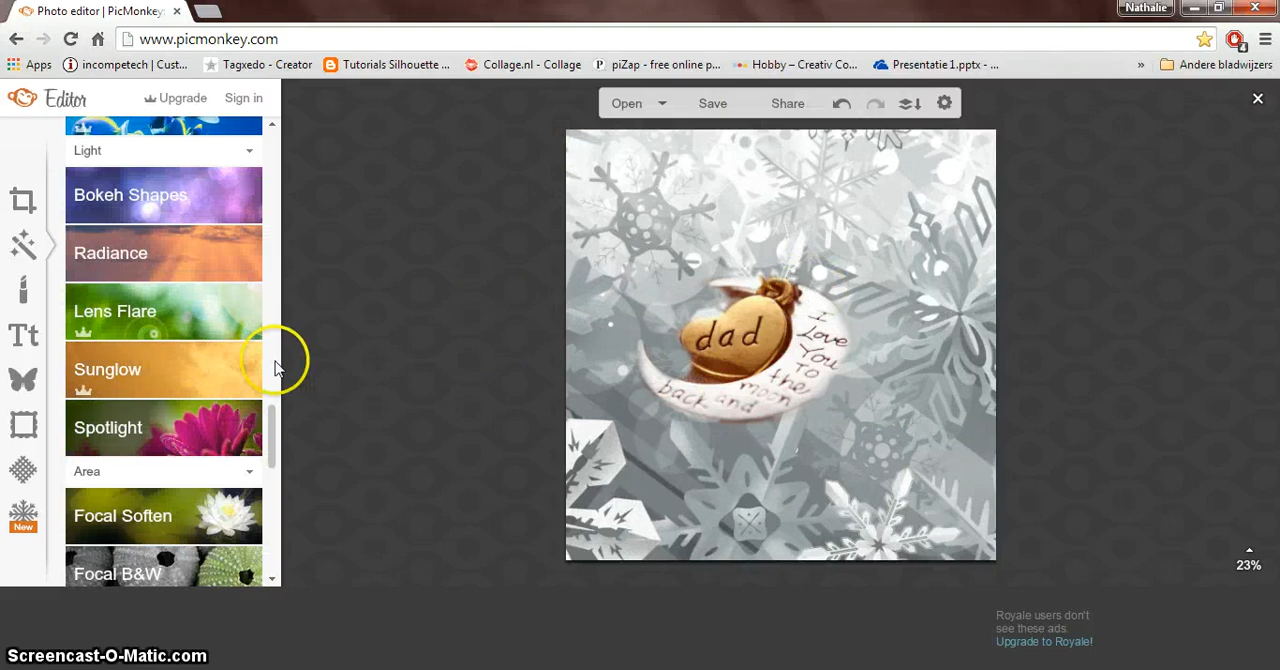 Photo editor | PicMonkey:
Nathalie
www.picmonkey.com
Apps
incompetech | Cust...
Tagxedo - Creator
Tutorials Silhouette ...
Collage.nl - Collage
piZap - free online p...
Hobby – Creativ Co...
Presentatie1.pptx - ...
»
Andere bladwijzers
Editor
Upgrade
Sign in
Open
Save
Share
Light
Bokeh Shapes
Radiance
Lens Flare
Sunglow
Spotlight
Area
Focal Soften
Focal B&W
New
Tt
dad
I
Love
You
To
the
moon
back and
23%
Royale users don't
see these ads.
Upgrade to Royale!
Screencast-O-Matic.com
4